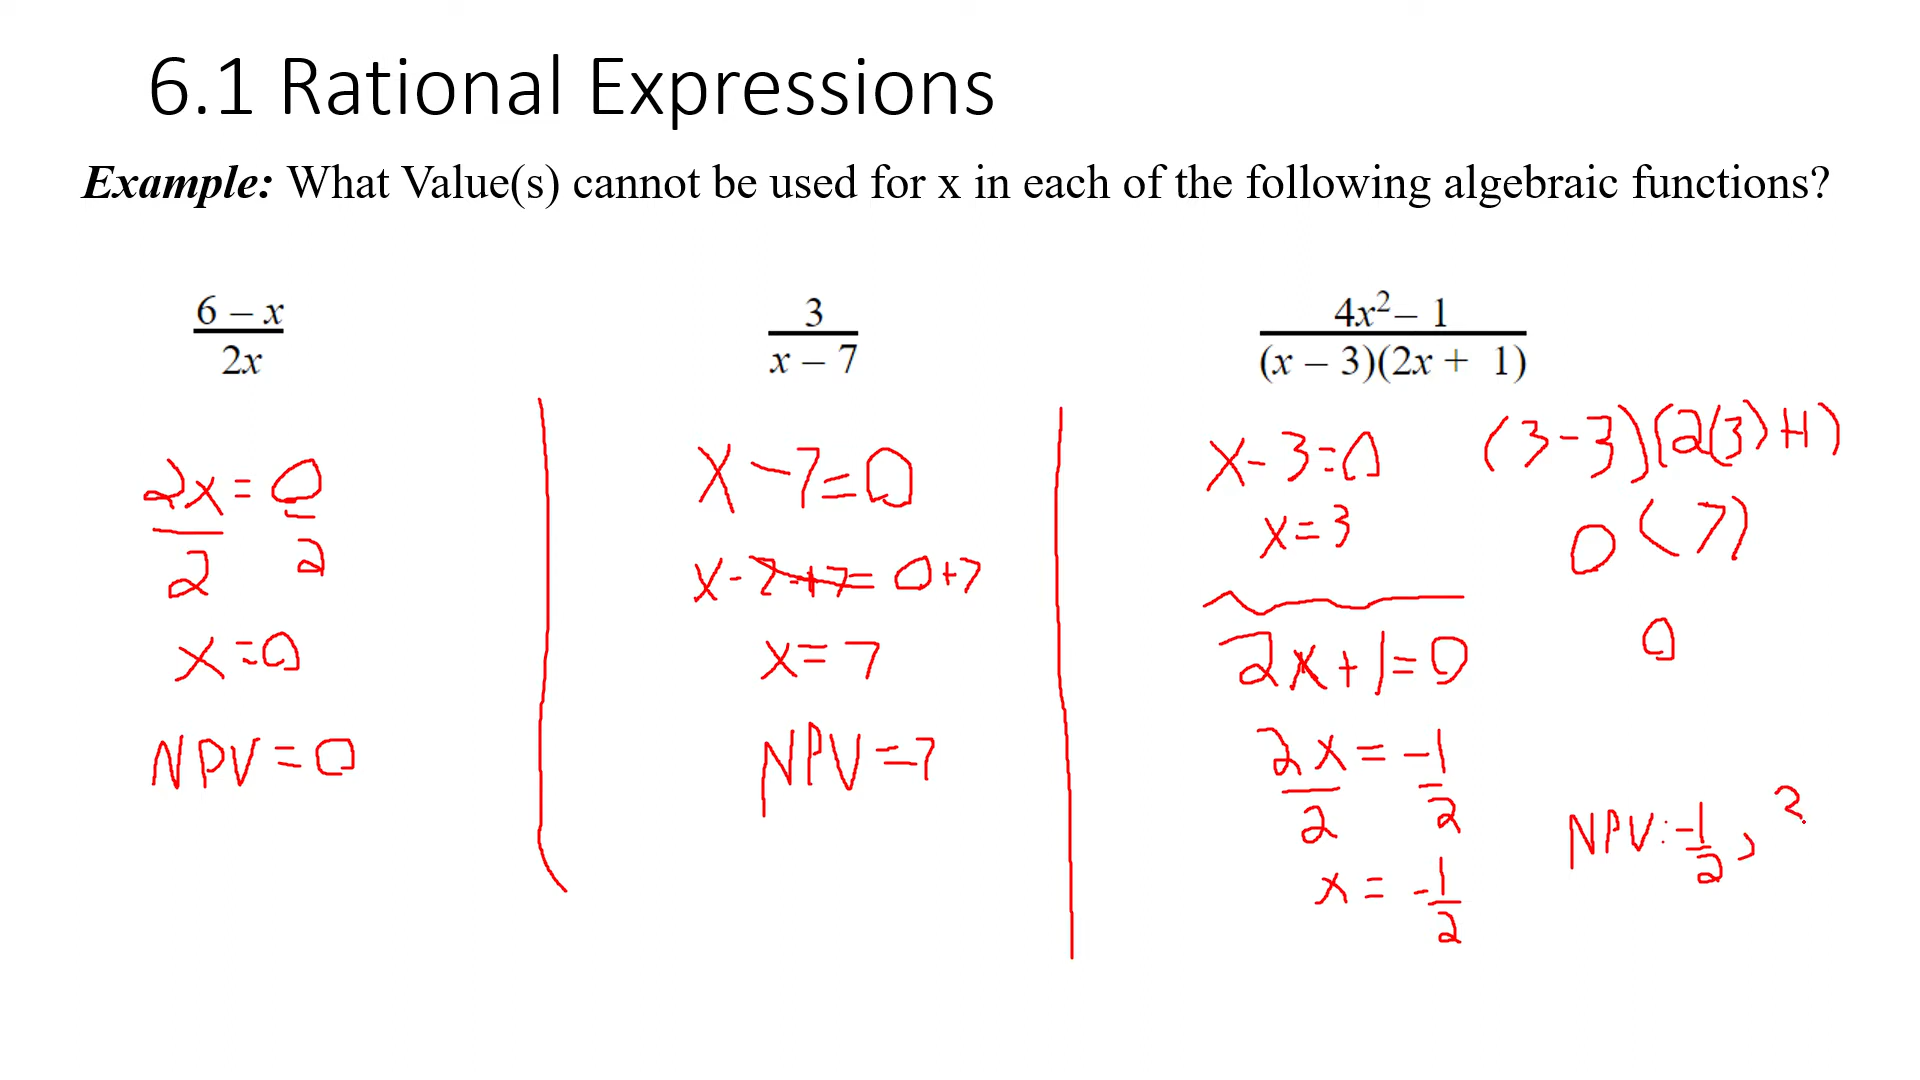 6.1 Rational Expressions
Example: What Value(s) cannot be used for x in each of the following algebraic functions?
6 – x
2x
2x = 0
2 2
x = 0
NPV = 0
3
x – 7
x - 7 = 0
x - 7 + 7 = 0 + 7
x = 7
NPV = 7
4x² – 1
(x – 3)(2x + 1)
x - 3 = 0
x = 3
2x + 1 = 0
2x = -1
2 2
x = -1
2
(3 - 3)(2(3) + 1)
0 (7)
0
NPV: -1/2, 3